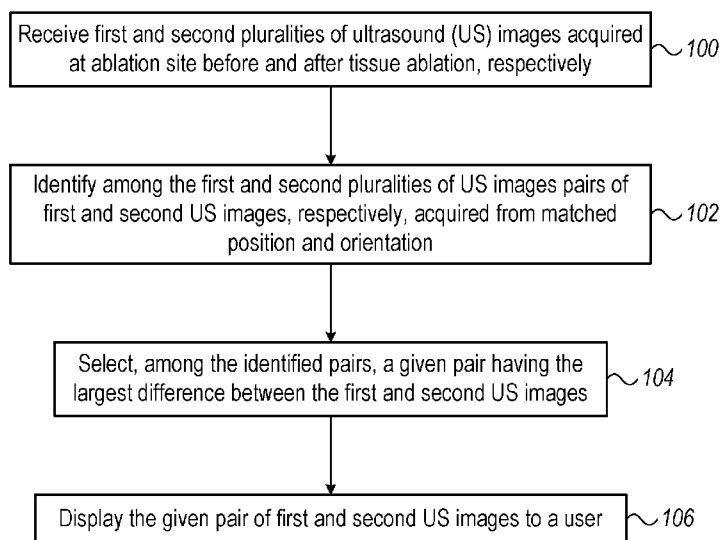 Receive first and second pluralities of ultrasound (US) images acquired
at ablation site before and after tissue ablation, respectively
100
Identify among the first and second pluralities of US images pairs of
first and second US images, respectively, acquired from matched
position and orientation
102
Select, among the identified pairs, a given pair having the
largest difference between the first and second US images
104
Display the given pair of first and second US images to a user
106